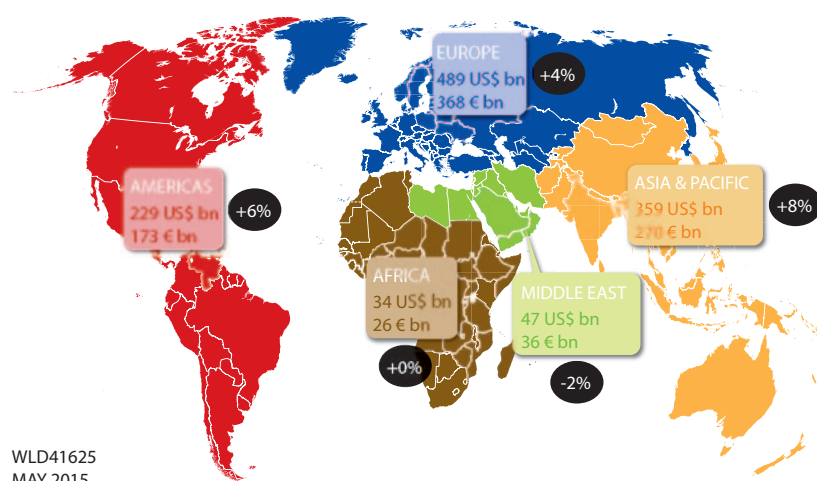 EUROPE
489 US$ bn
368 € bn
+4%
AMERICAS
229 US$ bn
173 € bn
+6%
ASIA & PACIFIC
359 US$ bn
270 € bn
+8%
AFRICA
34 US$ bn
26 € bn
+0%
MIDDLE EAST
47 US$ bn
36 € bn
-2%
WLD41625
MAY 2015